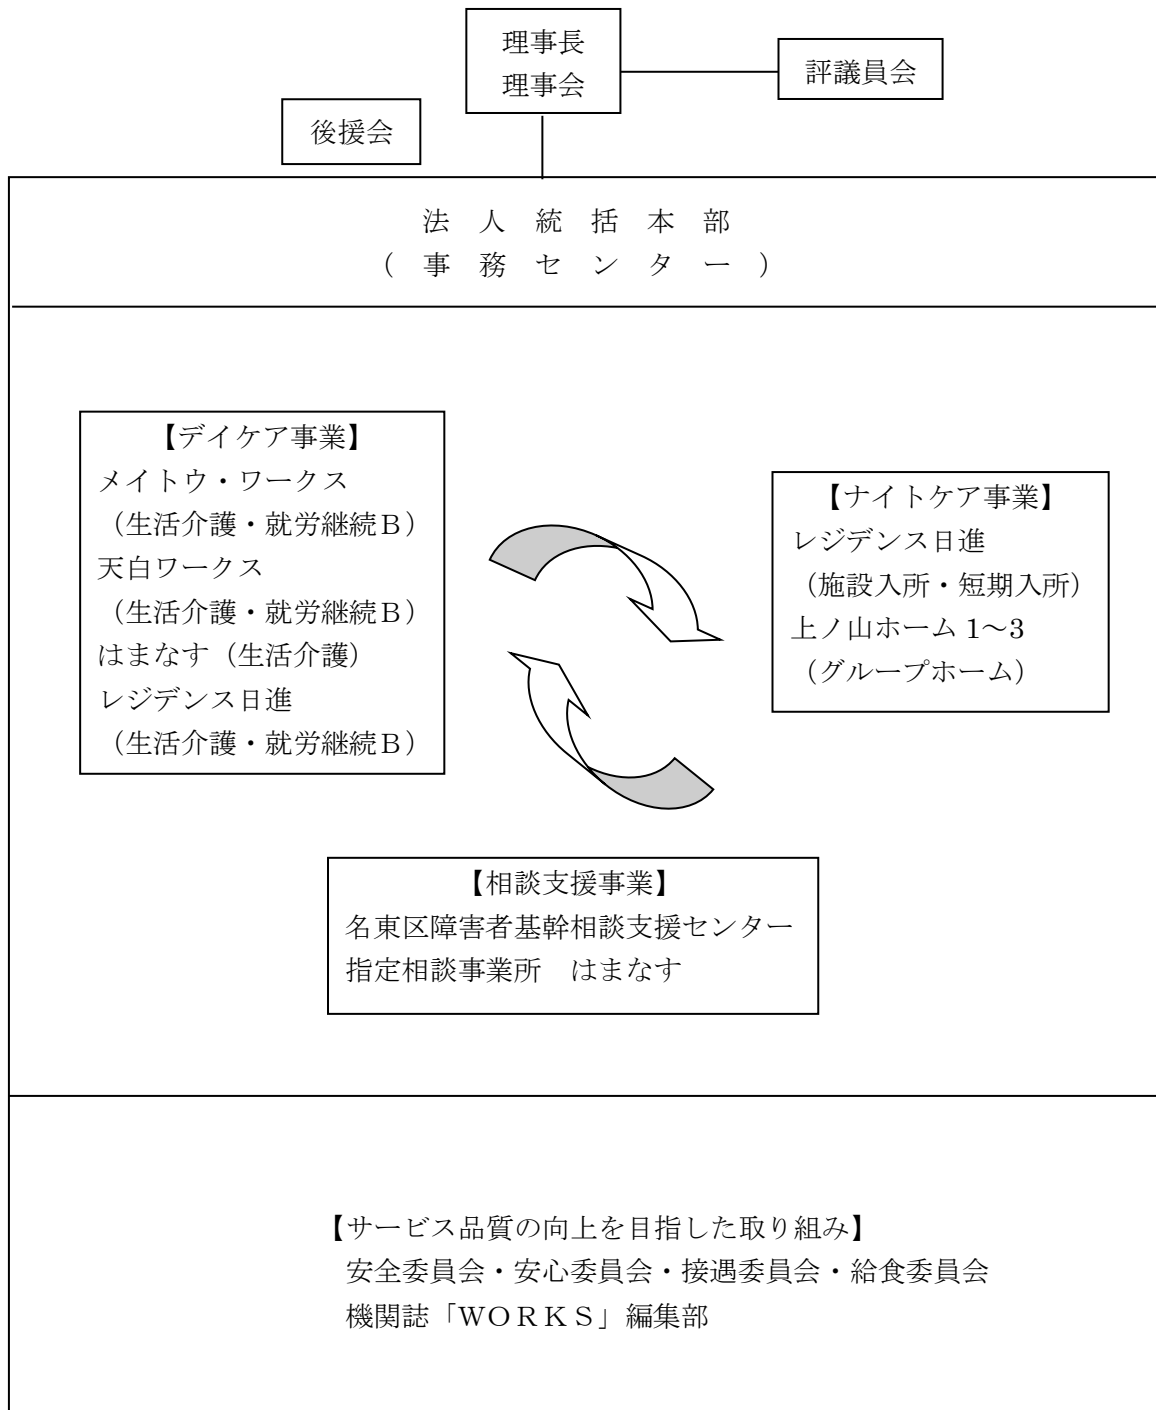 理事長
理事会
評議員会
後援会
法人統括本部
（事務センター）
【デイケア事業】
メイトウ・ワークス
（生活介護・就労継続Ｂ）
天白ワークス
（生活介護・就労継続Ｂ）
はまなす（生活介護）
レジデンス日進
（生活介護・就労継続Ｂ）
【ナイトケア事業】
レジデンス日進
（施設入所・短期入所）
上ノ山ホーム 1～3
（グループホーム）
【相談支援事業】
名東区障害者基幹相談支援センター
指定相談事業所　はまなす
【サービス品質の向上を目指した取り組み】
安全委員会・安心委員会・接遇委員会・給食委員会
機関誌「ＷＯＲＫＳ」編集部